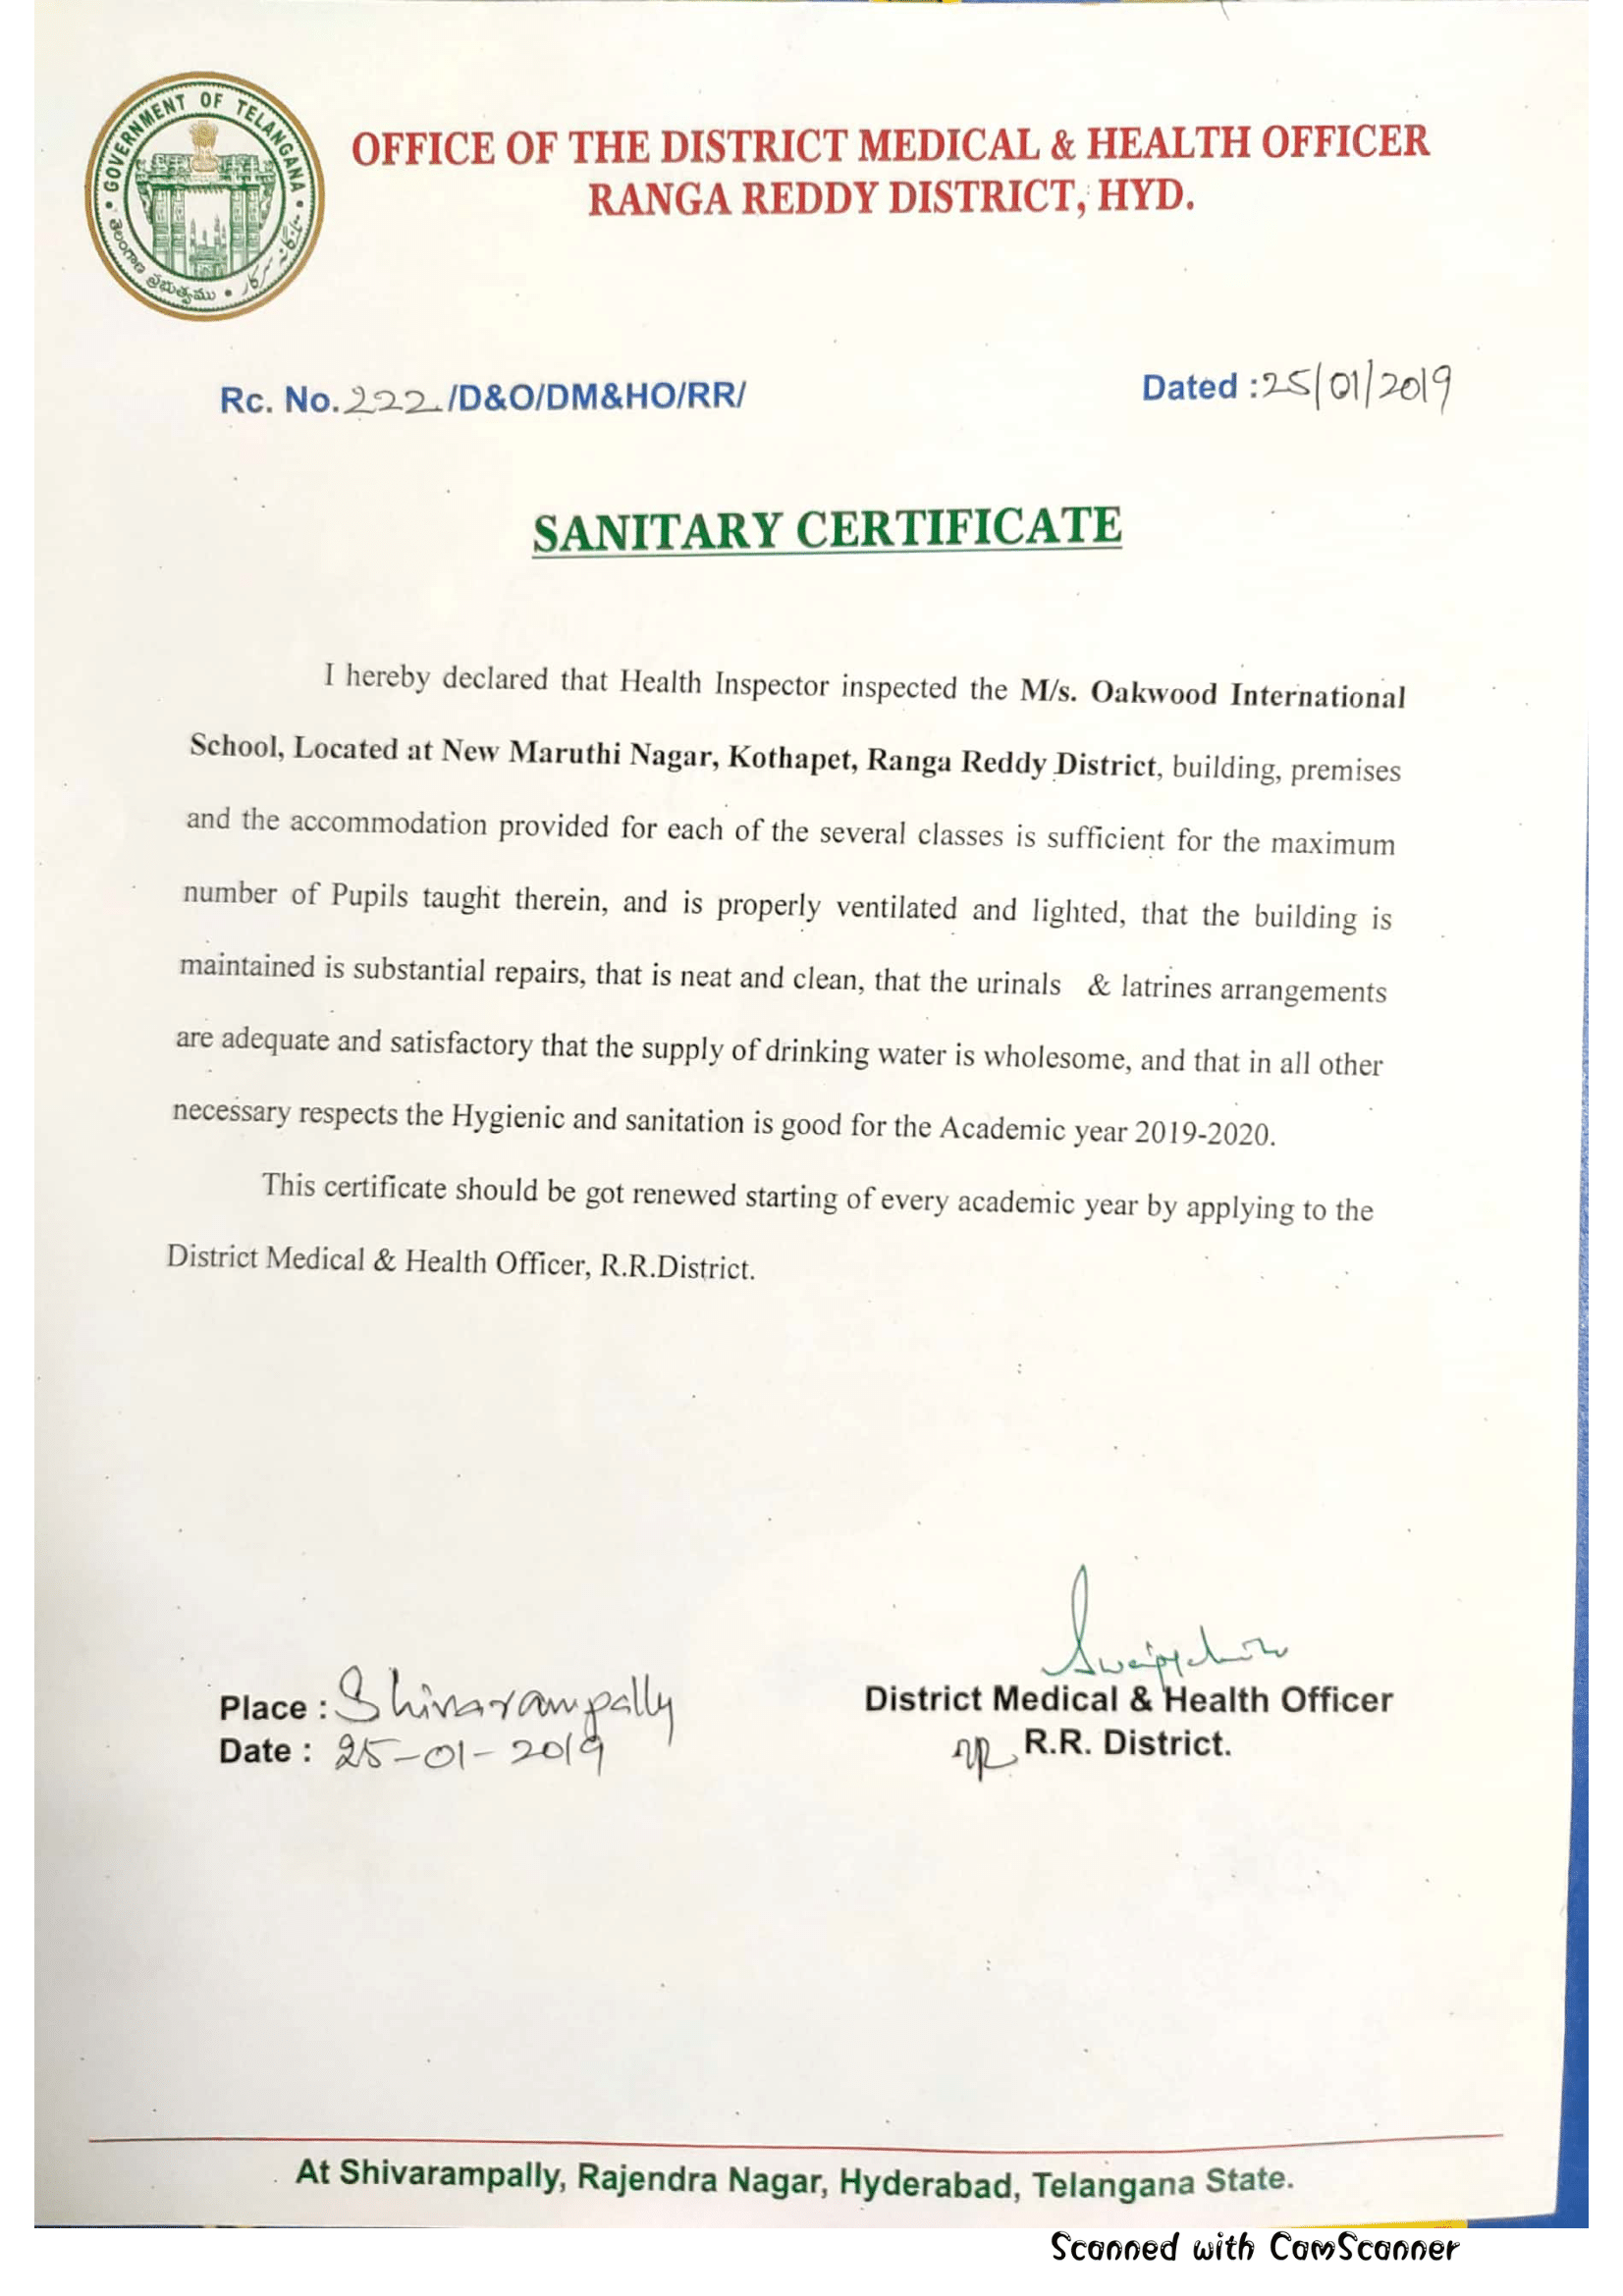 GOVERNMENT OF TELANGANA
తెలంగాణ ప్రభుత్వము
OFFICE OF THE DISTRICT MEDICAL & HEALTH OFFICER
RANGA REDDY DISTRICT, HYD.
Rc. No. 222 /D&O/DM&HO/RR/
Dated : 25/01/2019
SANITARY CERTIFICATE
I hereby declared that Health Inspector inspected the M/s. Oakwood International
School, Located at New Maruthi Nagar, Kothapet, Ranga Reddy District, building, premises
and the accommodation provided for each of the several classes is sufficient for the maximum
number of Pupils taught therein, and is properly ventilated and lighted, that the building is
maintained is substantial repairs, that is neat and clean, that the urinals & latrines arrangements
are adequate and satisfactory that the supply of drinking water is wholesome, and that in all other
necessary respects the Hygienic and sanitation is good for the Academic year 2019-2020.
This certificate should be got renewed starting of every academic year by applying to the
District Medical & Health Officer, R.R.District.
Place : Shivarampally
Date : 25-01-2019
District Medical & Health Officer
R.R. District.
At Shivarampally, Rajendra Nagar, Hyderabad, Telangana State.
Scanned with CamScanner